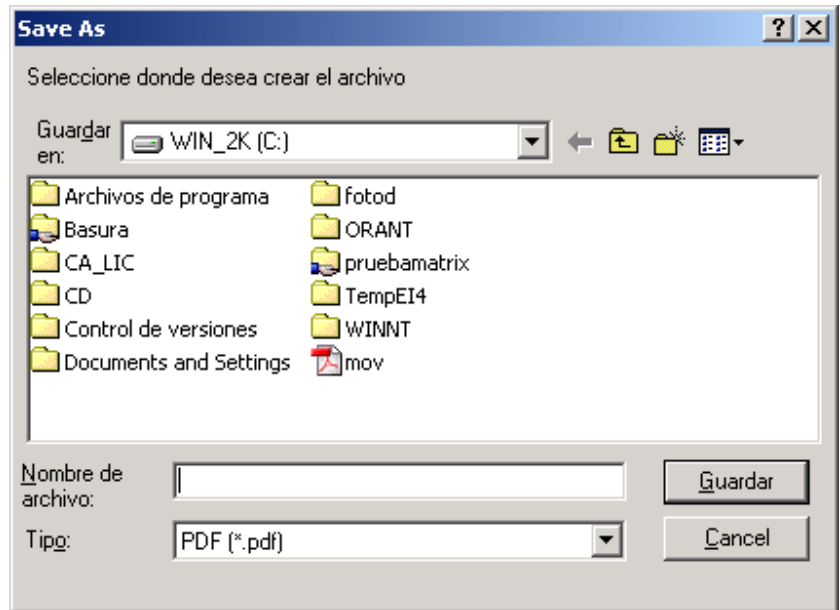 Save As
Seleccione donde desea crear el archivo
Guardar
en:
WIN_2K (C:)
Archivos de programa
Basura
CA_LIC
CD
Control de versiones
Documents and Settings
fotod
ORANT
pruebamatrix
TempEI4
WINNT
mov
Nombre de
archivo:
Guardar
Tipo:
PDF (*.pdf)
Cancel